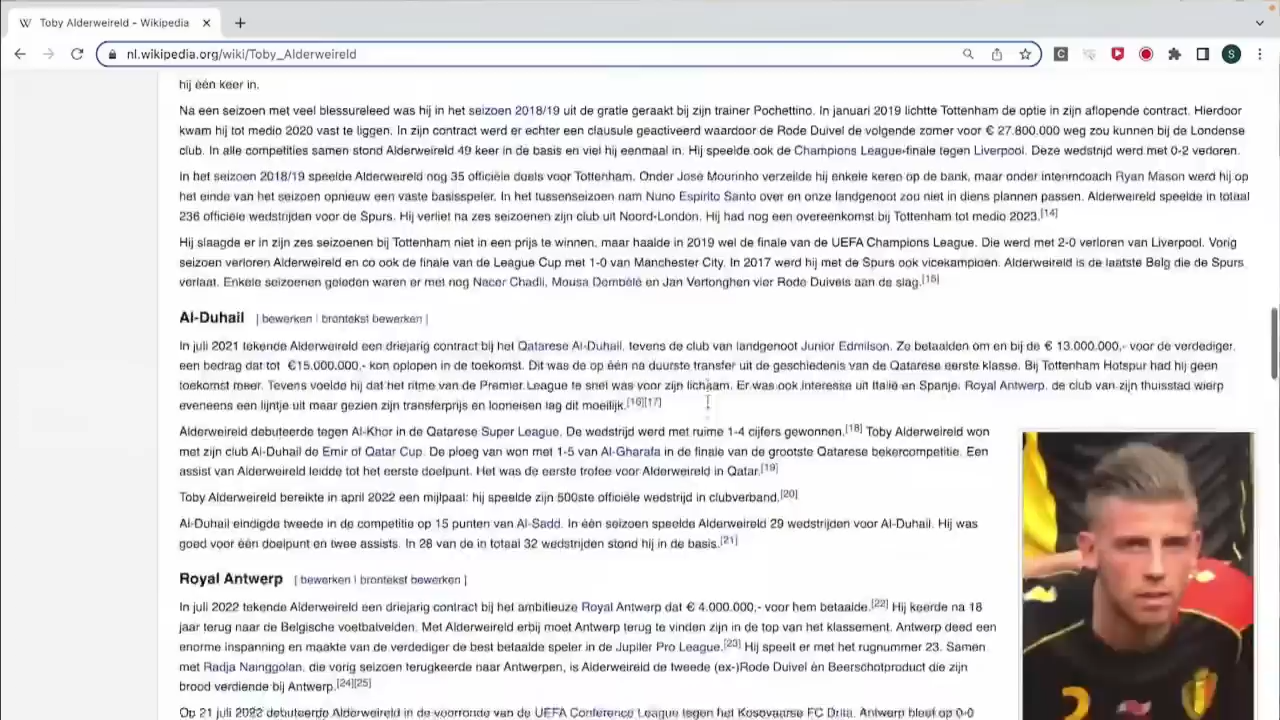 Toby Alderweireld - Wikipedia
nl.wikipedia.org/wiki/Toby_Alderweireld
hij één keer in.
Na een seizoen met veel blessureleed was hij in het seizoen 2018/19 uit de gratie geraakt bij zijn trainer Pochettino. In januari 2019 lichtte Tottenham de optie in zijn aflopende contract. Hierdoor
kwam hij tot medio 2020 vast te liggen. In zijn contract werd er echter een clausule geactiveerd waardoor de Rode Duivel de volgende zomer voor € 27.800.000 weg zou kunnen bij de Londense
club. In alle competities samen stond Alderweireld 49 keer in de basis en viel hij eenmaal in. Hij speelde ook de Champions League-finale tegen Liverpool. Deze wedstrijd werd met 0-2 verloren.
In het seizoen 2018/19 speelde Alderweireld nog 35 officiële duels voor Tottenham. Onder José Mourinho verzeilde hij enkele keren op de bank, maar onder interimcoach Ryan Mason werd hij op
het einde van het seizoen opnieuw een vaste basisspeler. In het tussenseizoen nam Nuno Espírito Santo over en onze landgenoot zou niet in diens plannen passen. Alderweireld speelde in totaal
236 officiële wedstrijden voor de Spurs. Hij verliet na zes seizoenen zijn club uit Noord-London. Hij had nog een overeenkomst bij Tottenham tot medio 2023.[14]
Hij slaagde er in zijn zes seizoenen bij Tottenham niet in een prijs te winnen, maar haalde in 2019 wel de finale van de UEFA Champions League. Die werd met 2-0 verloren van Liverpool. Vorig
seizoen verloren Alderweireld en co ook de finale van de League Cup met 1-0 van Manchester City. In 2017 werd hij met de Spurs ook vicekampioen. Alderweireld is de laatste Belg die de Spurs
verlaat. Enkele seizoenen geleden waren er met nog Nacer Chadli, Mousa Dembélé en Jan Vertonghen vier Rode Duivels aan de slag.[15]
Al-Duhail [ bewerken | brontekst bewerken ]
In juli 2021 tekende Alderweireld een driejarig contract bij het Qatarese Al-Duhail, tevens de club van landgenoot Junior Edmilson. Ze betaalden om en bij de € 13.000.000,- voor de verdediger,
een bedrag dat tot €15.000.000,- kon oplopen in de toekomst. Dit was de op één na duurste transfer uit de geschiedenis van de Qatarese eerste klasse. Bij Tottenham Hotspur had hij geen
toekomst meer. Tevens voelde hij dat het ritme van de Premier League te snel was voor zijn lichaam. Er was ook interesse uit Italië en Spanje. Royal Antwerp, de club van zijn thuisstad wierp
eveneens een lijntje uit maar gezien zijn transferprijs en looneisen lag dit moeilijk.[16][17]
Alderweireld debuteerde tegen Al-Khor in de Qatarese Super League. De wedstrijd werd met ruime 1-4 cijfers gewonnen.[18] Toby Alderweireld won
met zijn club Al-Duhail de Emir of Qatar Cup. De ploeg van won met 1-5 van Al-Gharafa in de finale van de grootste Qatarese bekercompetitie. Een
assist van Alderweireld leidde tot het eerste doelpunt. Het was de eerste trofee voor Alderweireld in Qatar.[19]
Toby Alderweireld bereikte in april 2022 een mijlpaal: hij speelde zijn 500ste officiële wedstrijd in clubverband.[20]
Al-Duhail eindigde tweede in de competitie op 15 punten van Al-Sadd. In één seizoen speelde Alderweireld 29 wedstrijden voor Al-Duhail. Hij was
goed voor één doelpunt en twee assists. In 28 van de in totaal 32 wedstrijden stond hij in de basis.[21]
Royal Antwerp [ bewerken | brontekst bewerken ]
In juli 2022 tekende Alderweireld een driejarig contract bij het ambitieuze Royal Antwerp dat € 4.000.000,- voor hem betaalde.[22] Hij keerde na 18
jaar terug naar de Belgische voetbalvelden. Met Alderweireld erbij moet Antwerp terug te vinden zijn in de top van het klassement. Antwerp deed een
enorme inspanning en maakte van de verdediger de best betaalde speler in de Jupiler Pro League.[23] Hij speelt er met het rugnummer 23. Samen
met Radja Nainggolan, die vorig seizoen terugkeerde naar Antwerpen, is Alderweireld de tweede (ex-)Rode Duivel én Beerschotproduct die zijn
brood verdiende bij Antwerp.[24][25]
Op 21 juli 2022 debuteerde Alderweireld in de voorronde van de UEFA Conference League tegen het Kosovaarse FC Drita. Antwerp bleef op 0-0